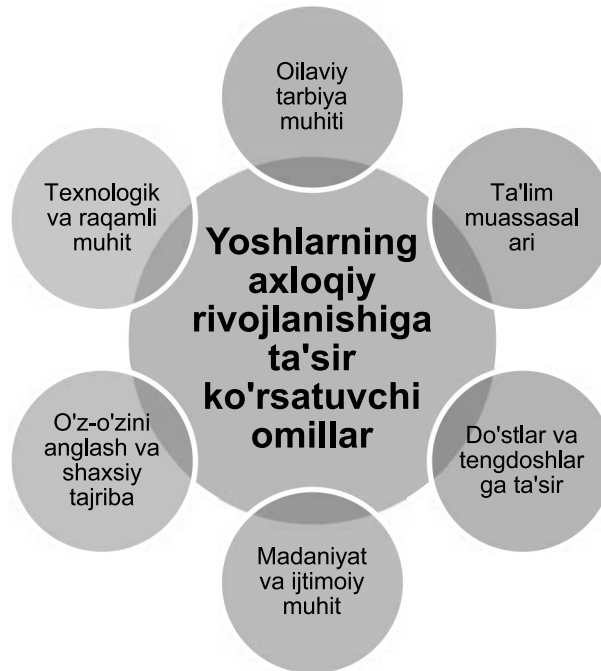 Oilaviy
tarbiya
muhiti
Ta'lim
muassasal
ari
Do'stlar va
tengdoshlar
ga ta'sir
Madaniyat
va ijtimoiy
muhit
O'z-o'zini
anglash va
shaxsiy
tajriba
Texnologik
va raqamli
muhit
Yoshlarning
axloqiy
rivojlanishiga
ta'sir
ko'rsatuvchi
omillar